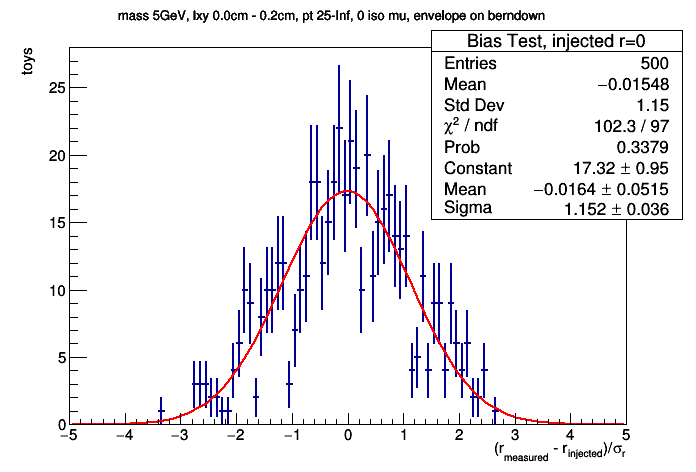 mass 5GeV, lxy 0.0cm - 0.2cm, pt 25-Inf, 0 iso mu, envelope on berndown
Bias Test, injected r=0
Entries 500
Mean −0.01548
Std Dev 1.15
χ² / ndf 102.3 / 97
Prob 0.3379
Constant 17.32 ± 0.95
Mean −0.0164 ± 0.0515
Sigma 1.152 ± 0.036
toys
25
20
15
10
5
0
−5 −4 −3 −2 −1 0 1 2 3 4 5
(r_measured - r_injected)/σ_r